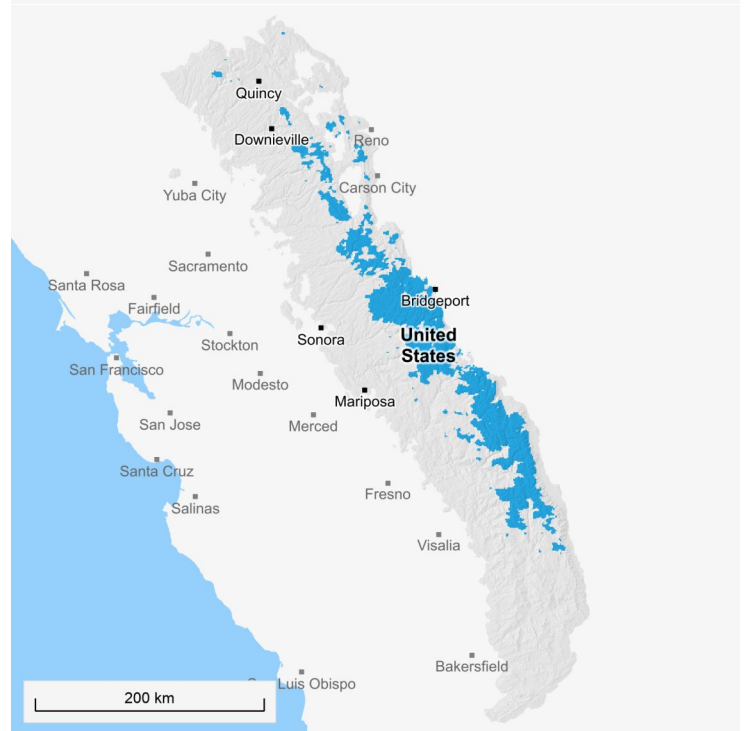 Quincy
Downieville
Reno
Carson City
Yuba City
Sacramento
Santa Rosa
Fairfield
Bridgeport
Stockton
Sonora
United
States
San Francisco
Modesto
Mariposa
San Jose
Merced
Santa Cruz
Salinas
Fresno
Visalia
Bakersfield
Luis Obispo
200 km